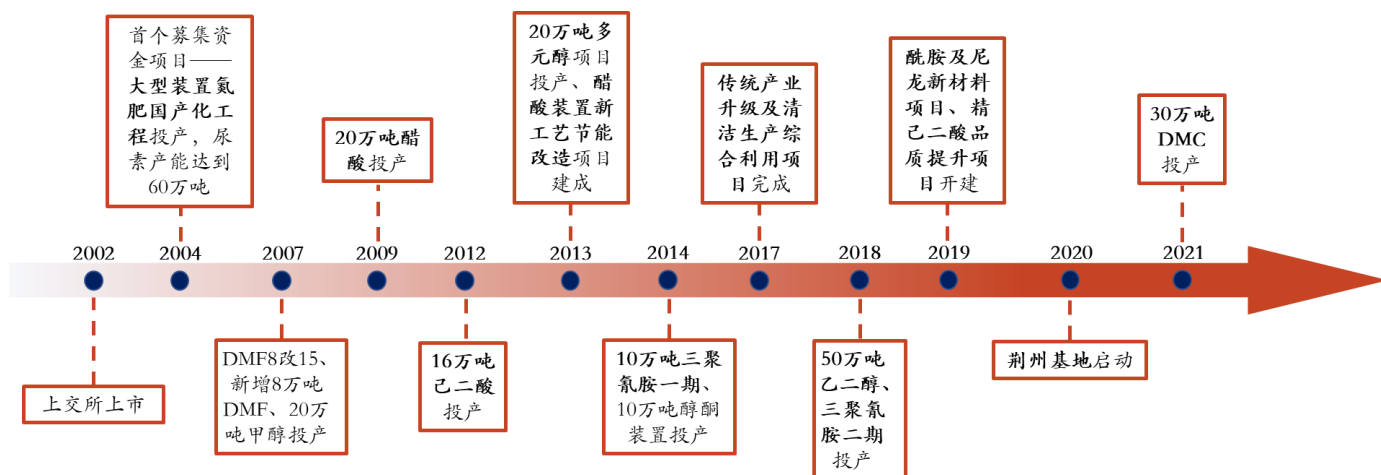 首个募集资
金项目——
大型装置氮
肥国产化工
程投产，尿
素产能达到
60万吨
20万吨醋
酸投产
20万吨多
元醇项目
投产、醋
酸装置新
工艺节能
改造项目
建成
传统产业
升级及清
洁生产综
合利用项
目完成
酰胺及尼
龙新材料
项目、精
己二酸品
质提升项
目开建
30万吨
DMC
投产
2002
2004
2007
2009
2012
2013
2014
2017
2018
2019
2020
2021
上交所上市
DMF8改15、
新增8万吨
DMF、20万
吨甲醇投产
16万吨
己二酸
投产
10万吨三聚
氰胺一期、
10万吨醇酮
装置投产
50万吨
乙二醇、
三聚氰
胺二期
投产
荆州基地启动